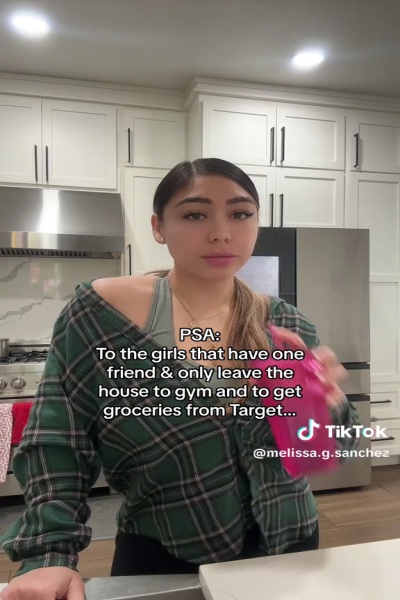 PSA:
To the girls that have one
friend & only leave the
house to gym and to get
groceries from Target...
TikTok
@melissa.g.sanchez